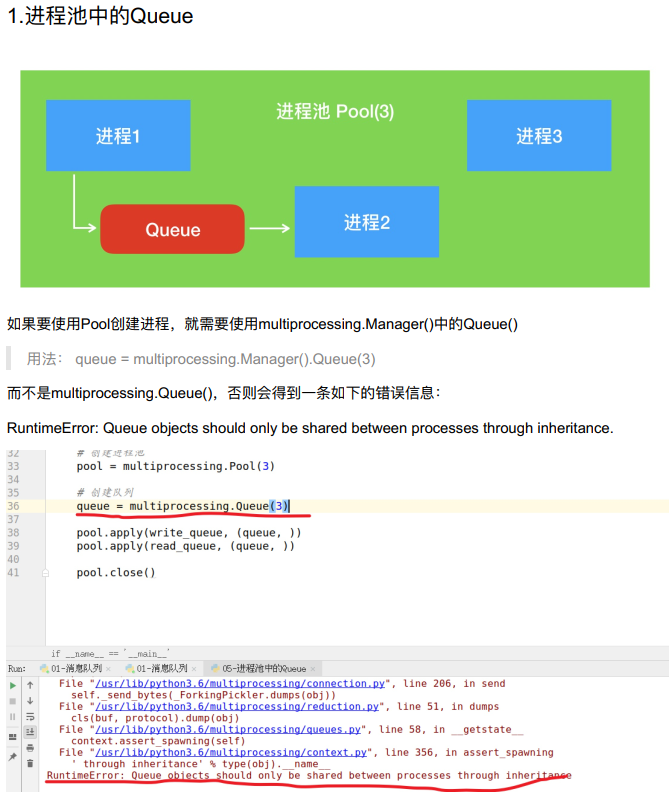 1.进程池中的Queue
进程池 Pool(3)
进程1
进程3
Queue
进程2
如果要使用Pool创建进程，就需要使用multiprocessing.Manager()中的Queue()
用法： queue = multiprocessing.Manager().Queue(3)
而不是multiprocessing.Queue()，否则会得到一条如下的错误信息：
RuntimeError: Queue objects should only be shared between processes through inheritance.
32 # 创建进程池
33 pool = multiprocessing.Pool(3)
34
35 # 创建队列
36 queue = multiprocessing.Queue(3)
37
38 pool.apply(write_queue, (queue, ))
39 pool.apply(read_queue, (queue, ))
40
41 pool.close()
if __name__ == '__main__'
Run: 01-消息队列 × 01-消息队列 × 05-进程池中的Queue ×
File "/usr/lib/python3.6/multiprocessing/connection.py", line 206, in send
self._send_bytes(_ForkingPickler.dumps(obj))
File "/usr/lib/python3.6/multiprocessing/reduction.py", line 51, in dumps
cls(buf, protocol).dump(obj)
File "/usr/lib/python3.6/multiprocessing/queues.py", line 58, in __getstate__
context.assert_spawning(self)
File "/usr/lib/python3.6/multiprocessing/context.py", line 356, in assert_spawning
' through inheritance' % type(obj).__name__
RuntimeError: Queue objects should only be shared between processes through inheritance